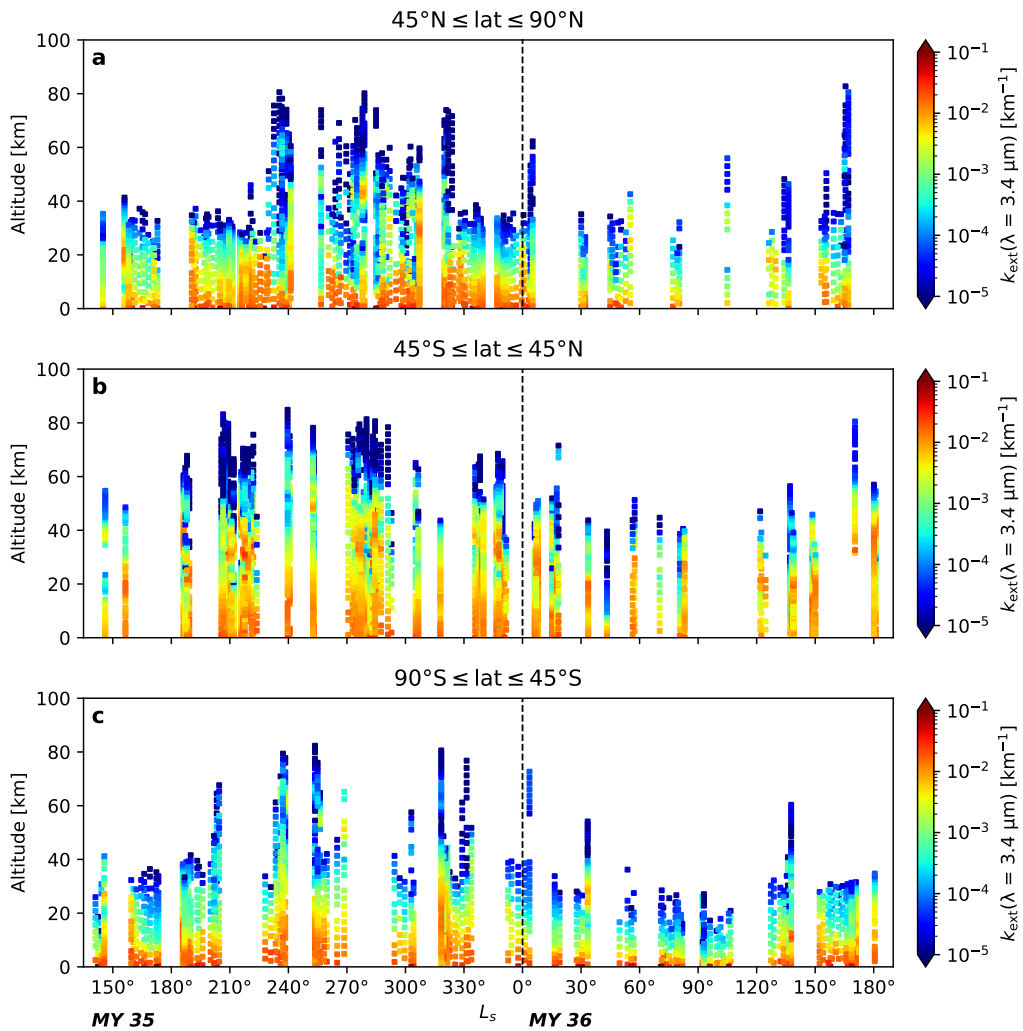 45°N ≤ lat ≤ 90°N
a
Altitude [km]
100
80
60
40
20
0
10⁻¹
10⁻²
10⁻³
10⁻⁴
10⁻⁵
k_ext(λ = 3.4 μm) [km⁻¹]
45°S ≤ lat ≤ 45°N
b
Altitude [km]
100
80
60
40
20
0
10⁻¹
10⁻²
10⁻³
10⁻⁴
10⁻⁵
k_ext(λ = 3.4 μm) [km⁻¹]
90°S ≤ lat ≤ 45°S
c
Altitude [km]
100
80
60
40
20
0
10⁻¹
10⁻²
10⁻³
10⁻⁴
10⁻⁵
k_ext(λ = 3.4 μm) [km⁻¹]
150° 180° 210° 240° 270° 300° 330° 0° 30° 60° 90° 120° 150° 180°
MY 35 L_s MY 36